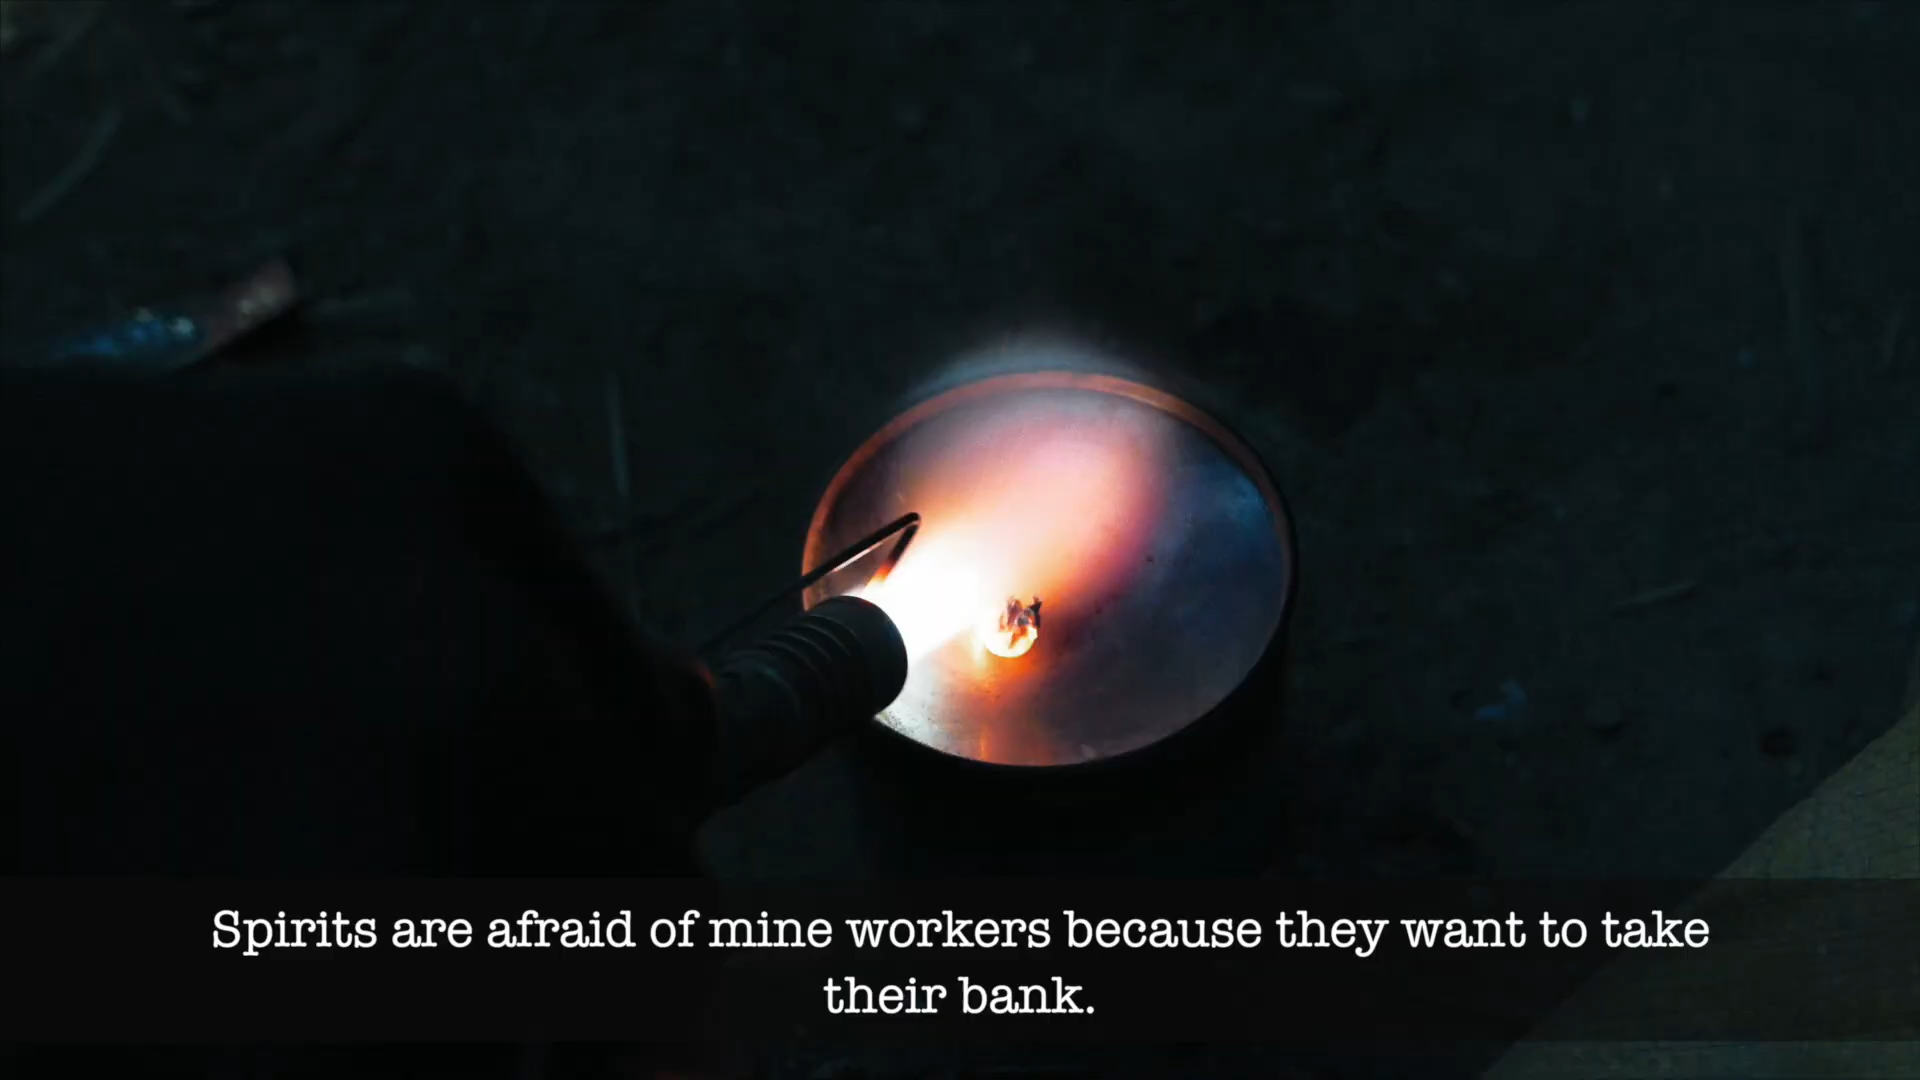 Spirits are afraid of mine workers because they want to take
their bank.